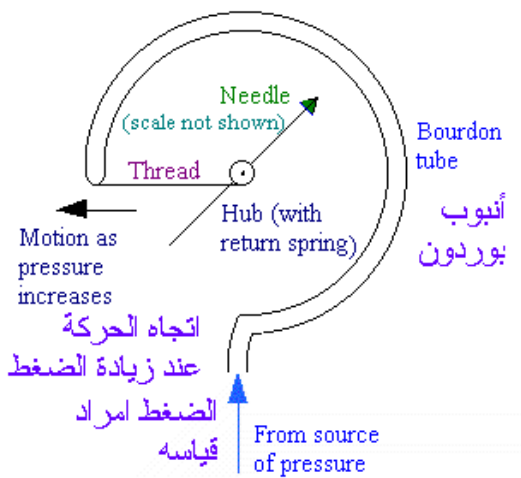 Needle
(scale not shown)
Bourdon
tube
Thread
أنبوب
بوردون
Hub (with
return spring)
Motion as
pressure
increases
اتجاه الحركة
عند زيادة الضغط
الضغط امراد
قياسه
From source
of pressure